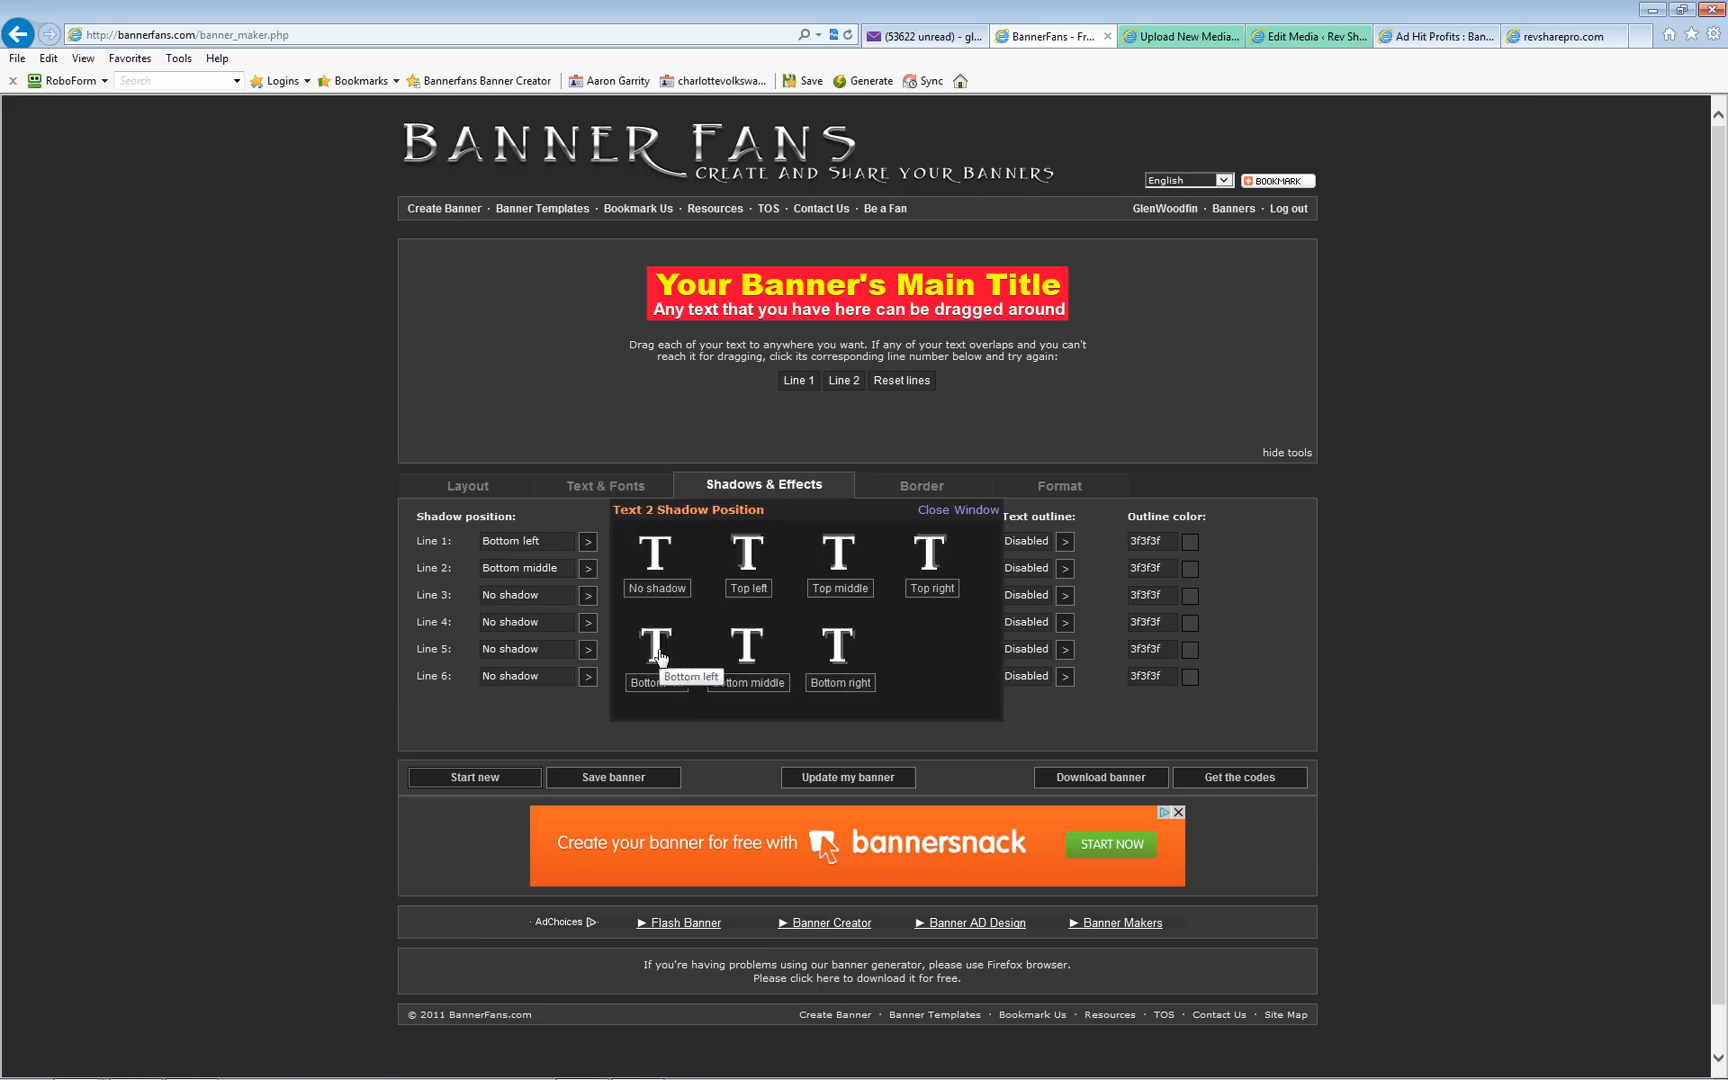 http://bannerfans.com/banner_maker.php
(53622 unread) - gl...
BannerFans - Fr...
Upload New Media...
Edit Media ‹ Rev Sh...
Ad Hit Profits : Ban...
revsharepro.com
File Edit View Favorites Tools Help
RoboForm Search Logins Bookmarks Bannerfans Banner Creator Aaron Garrity charlottevolkswa... Save Generate Sync
BANNER FANS
CREATE AND SHARE YOUR BANNERS
English BOOKMARK
Create Banner · Banner Templates · Bookmark Us · Resources · TOS · Contact Us · Be a Fan
GlenWoodfin · Banners · Log out
Your Banner's Main Title
Any text that you have here can be dragged around
Drag each of your text to anywhere you want. If any of your text overlaps and you can't
reach it for dragging, click its corresponding line number below and try again:
Line 1 Line 2 Reset lines
hide tools
Layout Text & Fonts Shadows & Effects Border Format
Text 2 Shadow Position Close Window
Shadow position: Text outline: Outline color:
Line 1: Bottom left > Disabled > 3f3f3f
Line 2: Bottom middle > Disabled > 3f3f3f
Line 3: No shadow > Disabled > 3f3f3f
Line 4: No shadow > Disabled > 3f3f3f
Line 5: No shadow > Disabled > 3f3f3f
Line 6: No shadow > Disabled > 3f3f3f
T T T T
No shadow Top left Top middle Top right
T T T
Bottom left
Bottom right
Start new Save banner Update my banner Download banner Get the codes
Create your banner for free with bannersnack START NOW
AdChoices ► Flash Banner ► Banner Creator ► Banner AD Design ► Banner Makers
If you're having problems using our banner generator, please use Firefox browser.
Please click here to download it for free.
© 2011 BannerFans.com
Create Banner · Banner Templates · Bookmark Us · Resources · TOS · Contact Us · Site Map